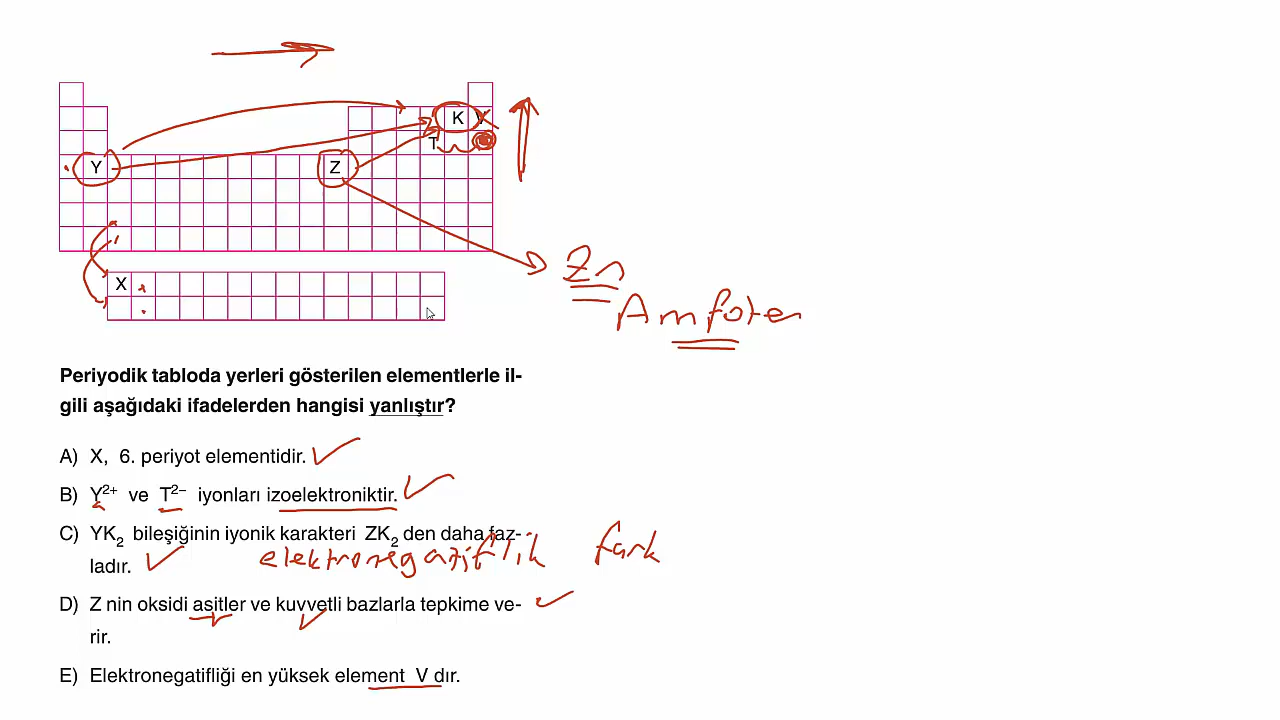 K V
T
Y Z
X
Zn
Amfoter
Periyodik tabloda yerleri gösterilen elementlerle il-
gili aşağıdaki ifadelerden hangisi yanlıştır?
A) X, 6. periyot elementidir.
B) Y²⁺ ve T²⁻ iyonları izoelektroniktir.
C) YK₂ bileşiğinin iyonik karakteri ZK₂ den daha faz-
ladır.
elektronegatiflik fark
D) Z nin oksidi asitler ve kuvvetli bazlarla tepkime ve-
rir.
E) Elektronegatifliği en yüksek element V dır.